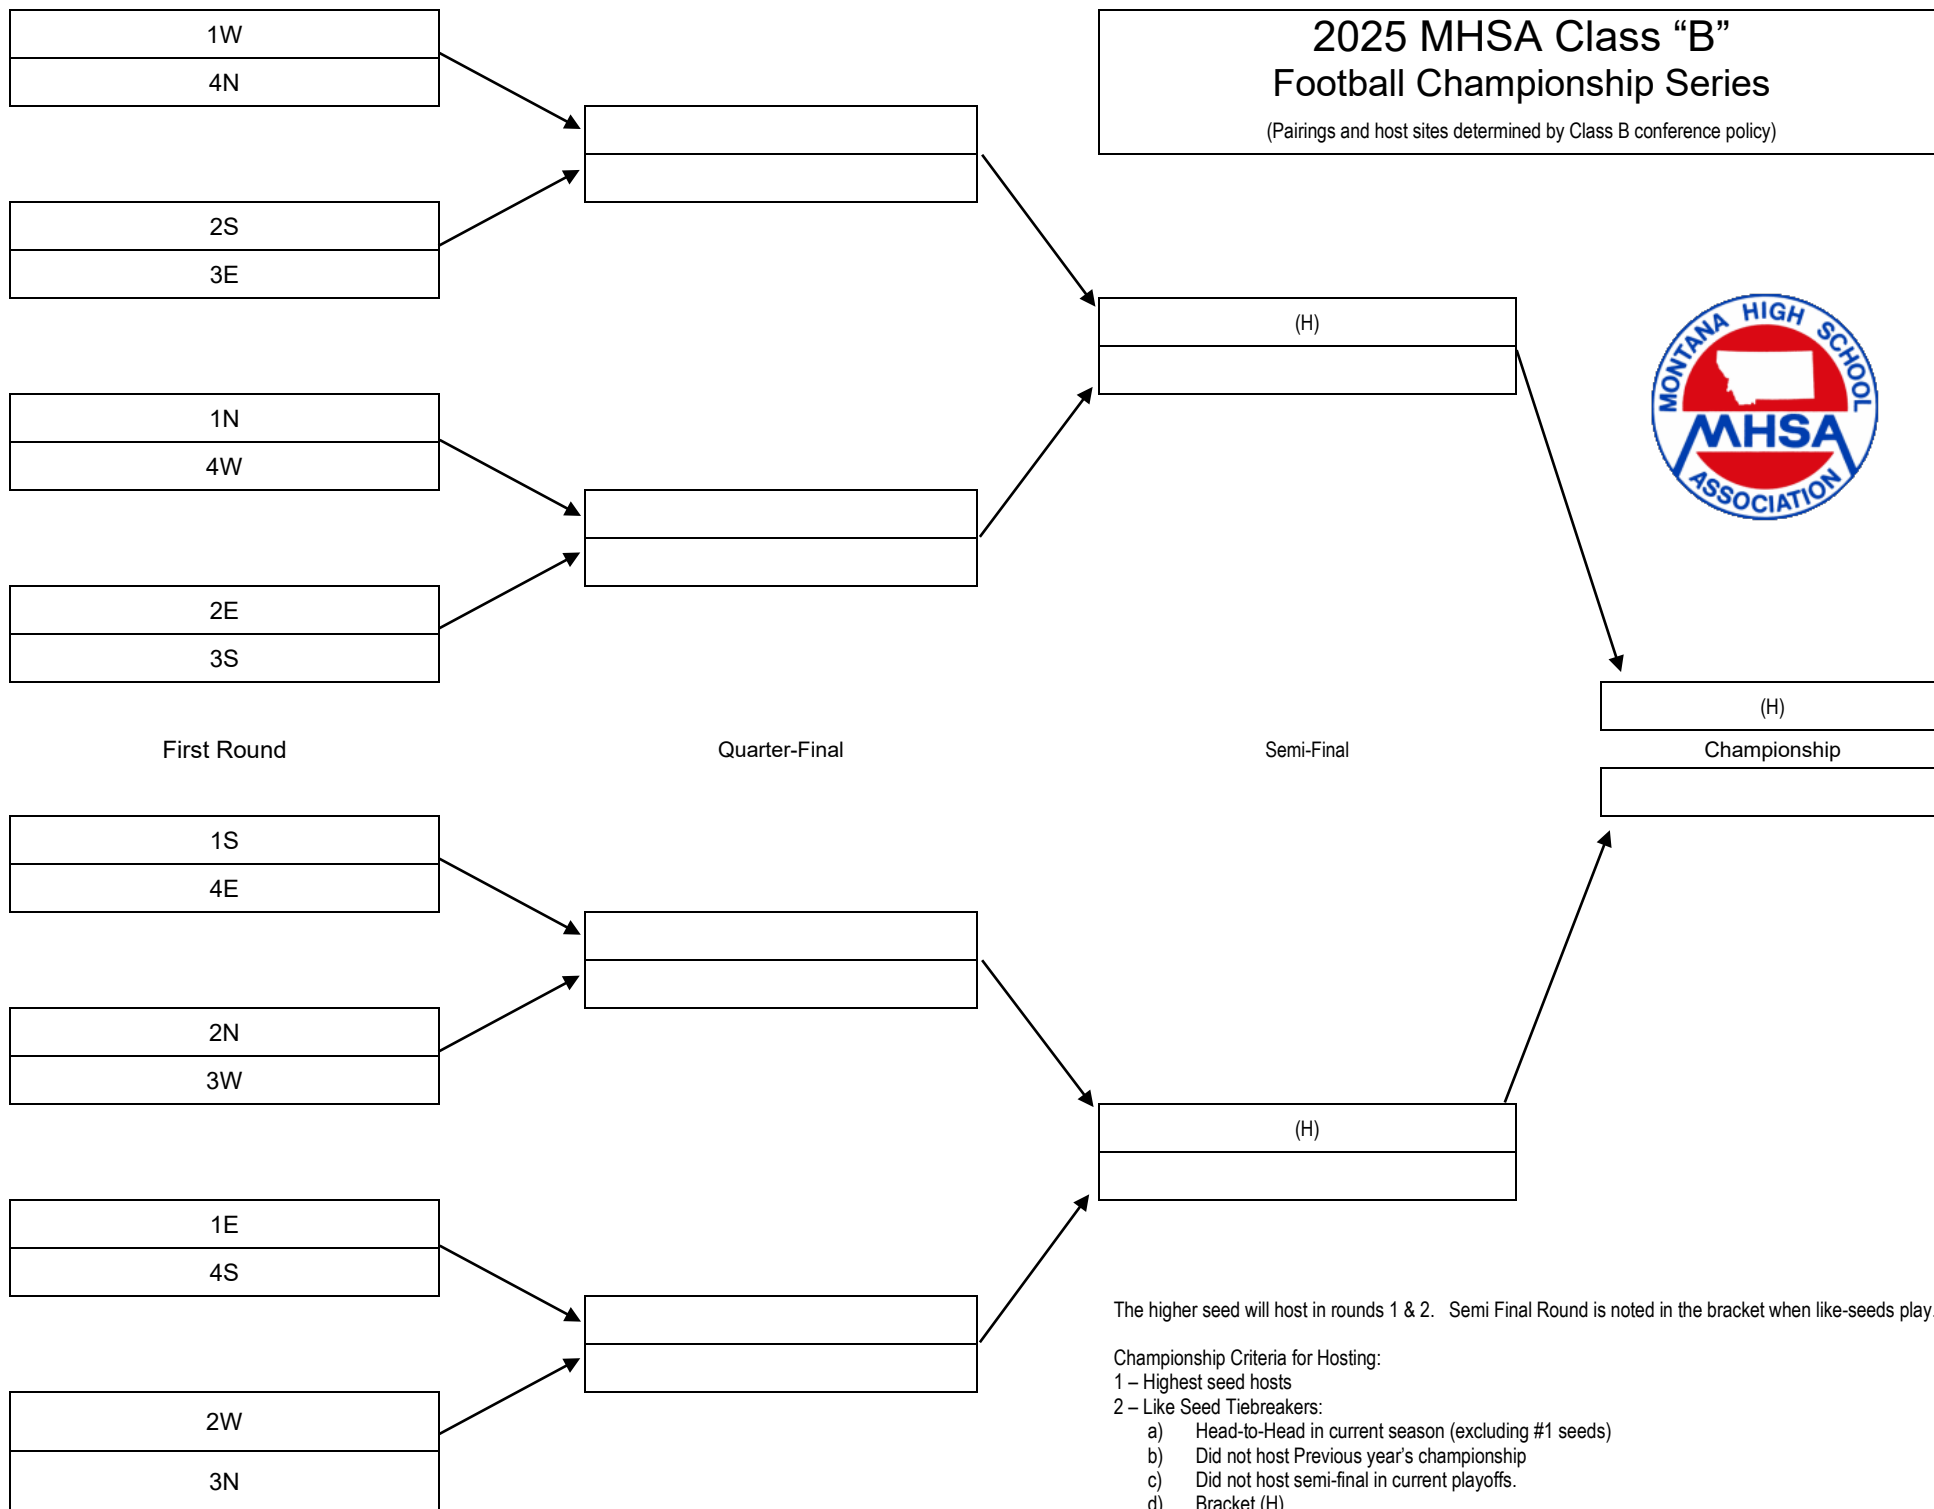 2025 MHSA Class “B”
Football Championship Series
(Pairings and host sites determined by Class B conference policy)
1W
4N
2S
3E
1N
4W
2E
3S
(H)
MONTANA HIGH SCHOOL
MHSA
ASSOCIATION
(H)
First Round
Quarter-Final
Semi-Final
Championship
1S
4E
2N
3W
1E
4S
2W
3N
(H)
The higher seed will host in rounds 1 & 2. Semi Final Round is noted in the bracket when like-seeds play.
Championship Criteria for Hosting:
1 – Highest seed hosts
2 – Like Seed Tiebreakers:
a) Head-to-Head in current season (excluding #1 seeds)
b) Did not host Previous year’s championship
c) Did not host semi-final in current playoffs.
d) Bracket (H)